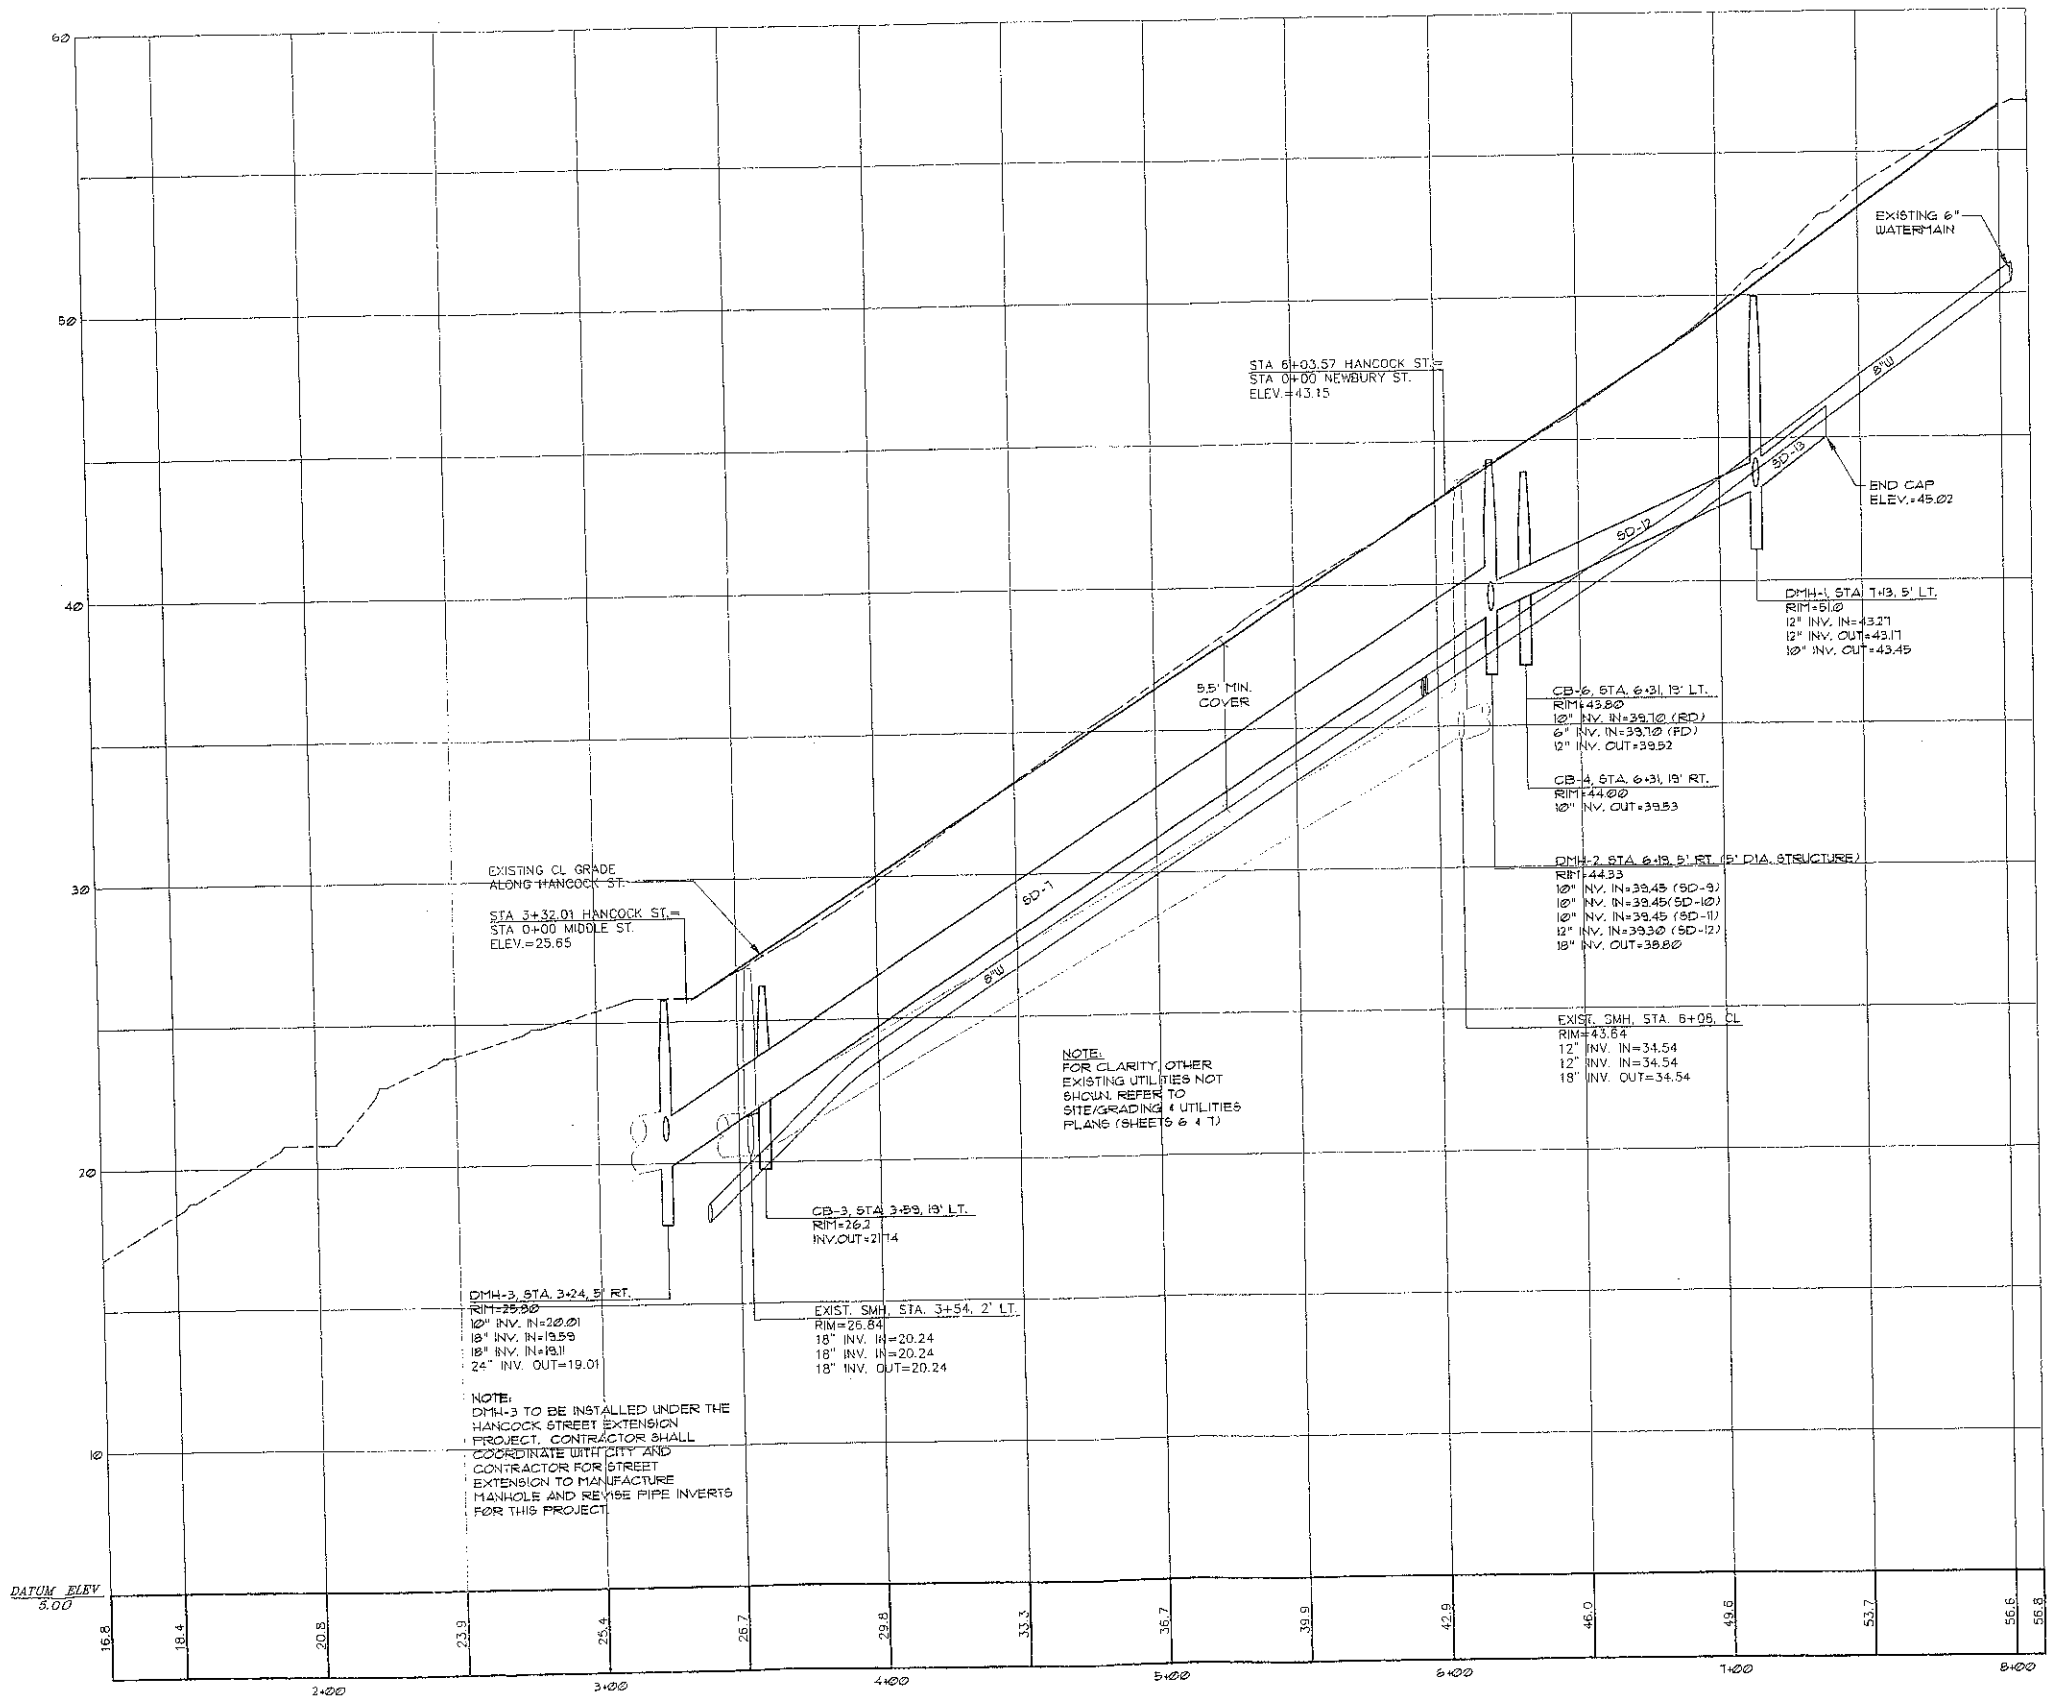 60
50
40
30
20
10
EXISTING 6"
WATERMAIN
STA 6+03.57 HANCOCK ST.=
STA 0+00 NEWBURY ST.
ELEV.=43.15
8"W
SD-13
SD-12
END CAP
ELEV.=45.02
DMH-1, STA. 7+13, 5' LT.
RIM=51.0
12" INV. IN=43.27
12" INV. OUT=43.17
10" INV. OUT=43.45
5.5' MIN.
COVER
CB-6, STA. 6+31, 19' LT.
RIM=43.80
10" INV. IN=39.70 (RD)
6" INV. IN=39.70 (FD)
12" INV. OUT=39.52
CB-4, STA. 6+31, 19' RT.
RIM=44.00
10" INV. OUT=39.53
DMH-2, STA. 6+19, 5' RT. (5' DIA. STRUCTURE)
RIM=44.33
10" INV. IN=39.45 (SD-9)
10" INV. IN=39.45(SD-10)
10" INV. IN=39.45 (SD-11)
12" INV. IN=39.30 (SD-12)
18" INV. OUT=38.80
EXISTING CL GRADE
ALONG HANCOCK ST.
SD-7
STA 3+32.01 HANCOCK ST.=
STA 0+00 MIDDLE ST.
ELEV.=25.65
8"W
EXIST. SMH, STA. 6+06, CL
RIM=43.64
12" INV. IN=34.54
12" INV. IN=34.54
18" INV. OUT=34.54
NOTE:
FOR CLARITY, OTHER
EXISTING UTILITIES NOT
SHOWN. REFER TO
SITE/GRADING & UTILITIES
PLANS (SHEETS 6 & 7)
CB-3, STA. 3+59, 19' LT.
RIM=26.2
INV.OUT=21.74
DMH-3, STA. 3+24, 5' RT.
RIM=25.90
10" INV. IN=20.01
18" INV. IN=19.59
18" INV. IN=19.11
24" INV. OUT=19.01
EXIST. SMH, STA. 3+54, 2' LT.
RIM=26.84
18" INV. IN=20.24
18" INV. IN=20.24
18" INV. OUT=20.24
NOTE:
DMH-3 TO BE INSTALLED UNDER THE
HANCOCK STREET EXTENSION
PROJECT. CONTRACTOR SHALL
COORDINATE WITH CITY AND
CONTRACTOR FOR STREET
EXTENSION TO MANUFACTURE
MANHOLE AND REVISE PIPE INVERTS
FOR THIS PROJECT.
DATUM ELEV
5.00
16.8 18.4 20.8 23.9 25.4 26.7 29.8 33.3 36.7 39.9 42.9 46.0 49.6 53.7 56.6 56.8
2+00 3+00 4+00 5+00 6+00 7+00 8+00